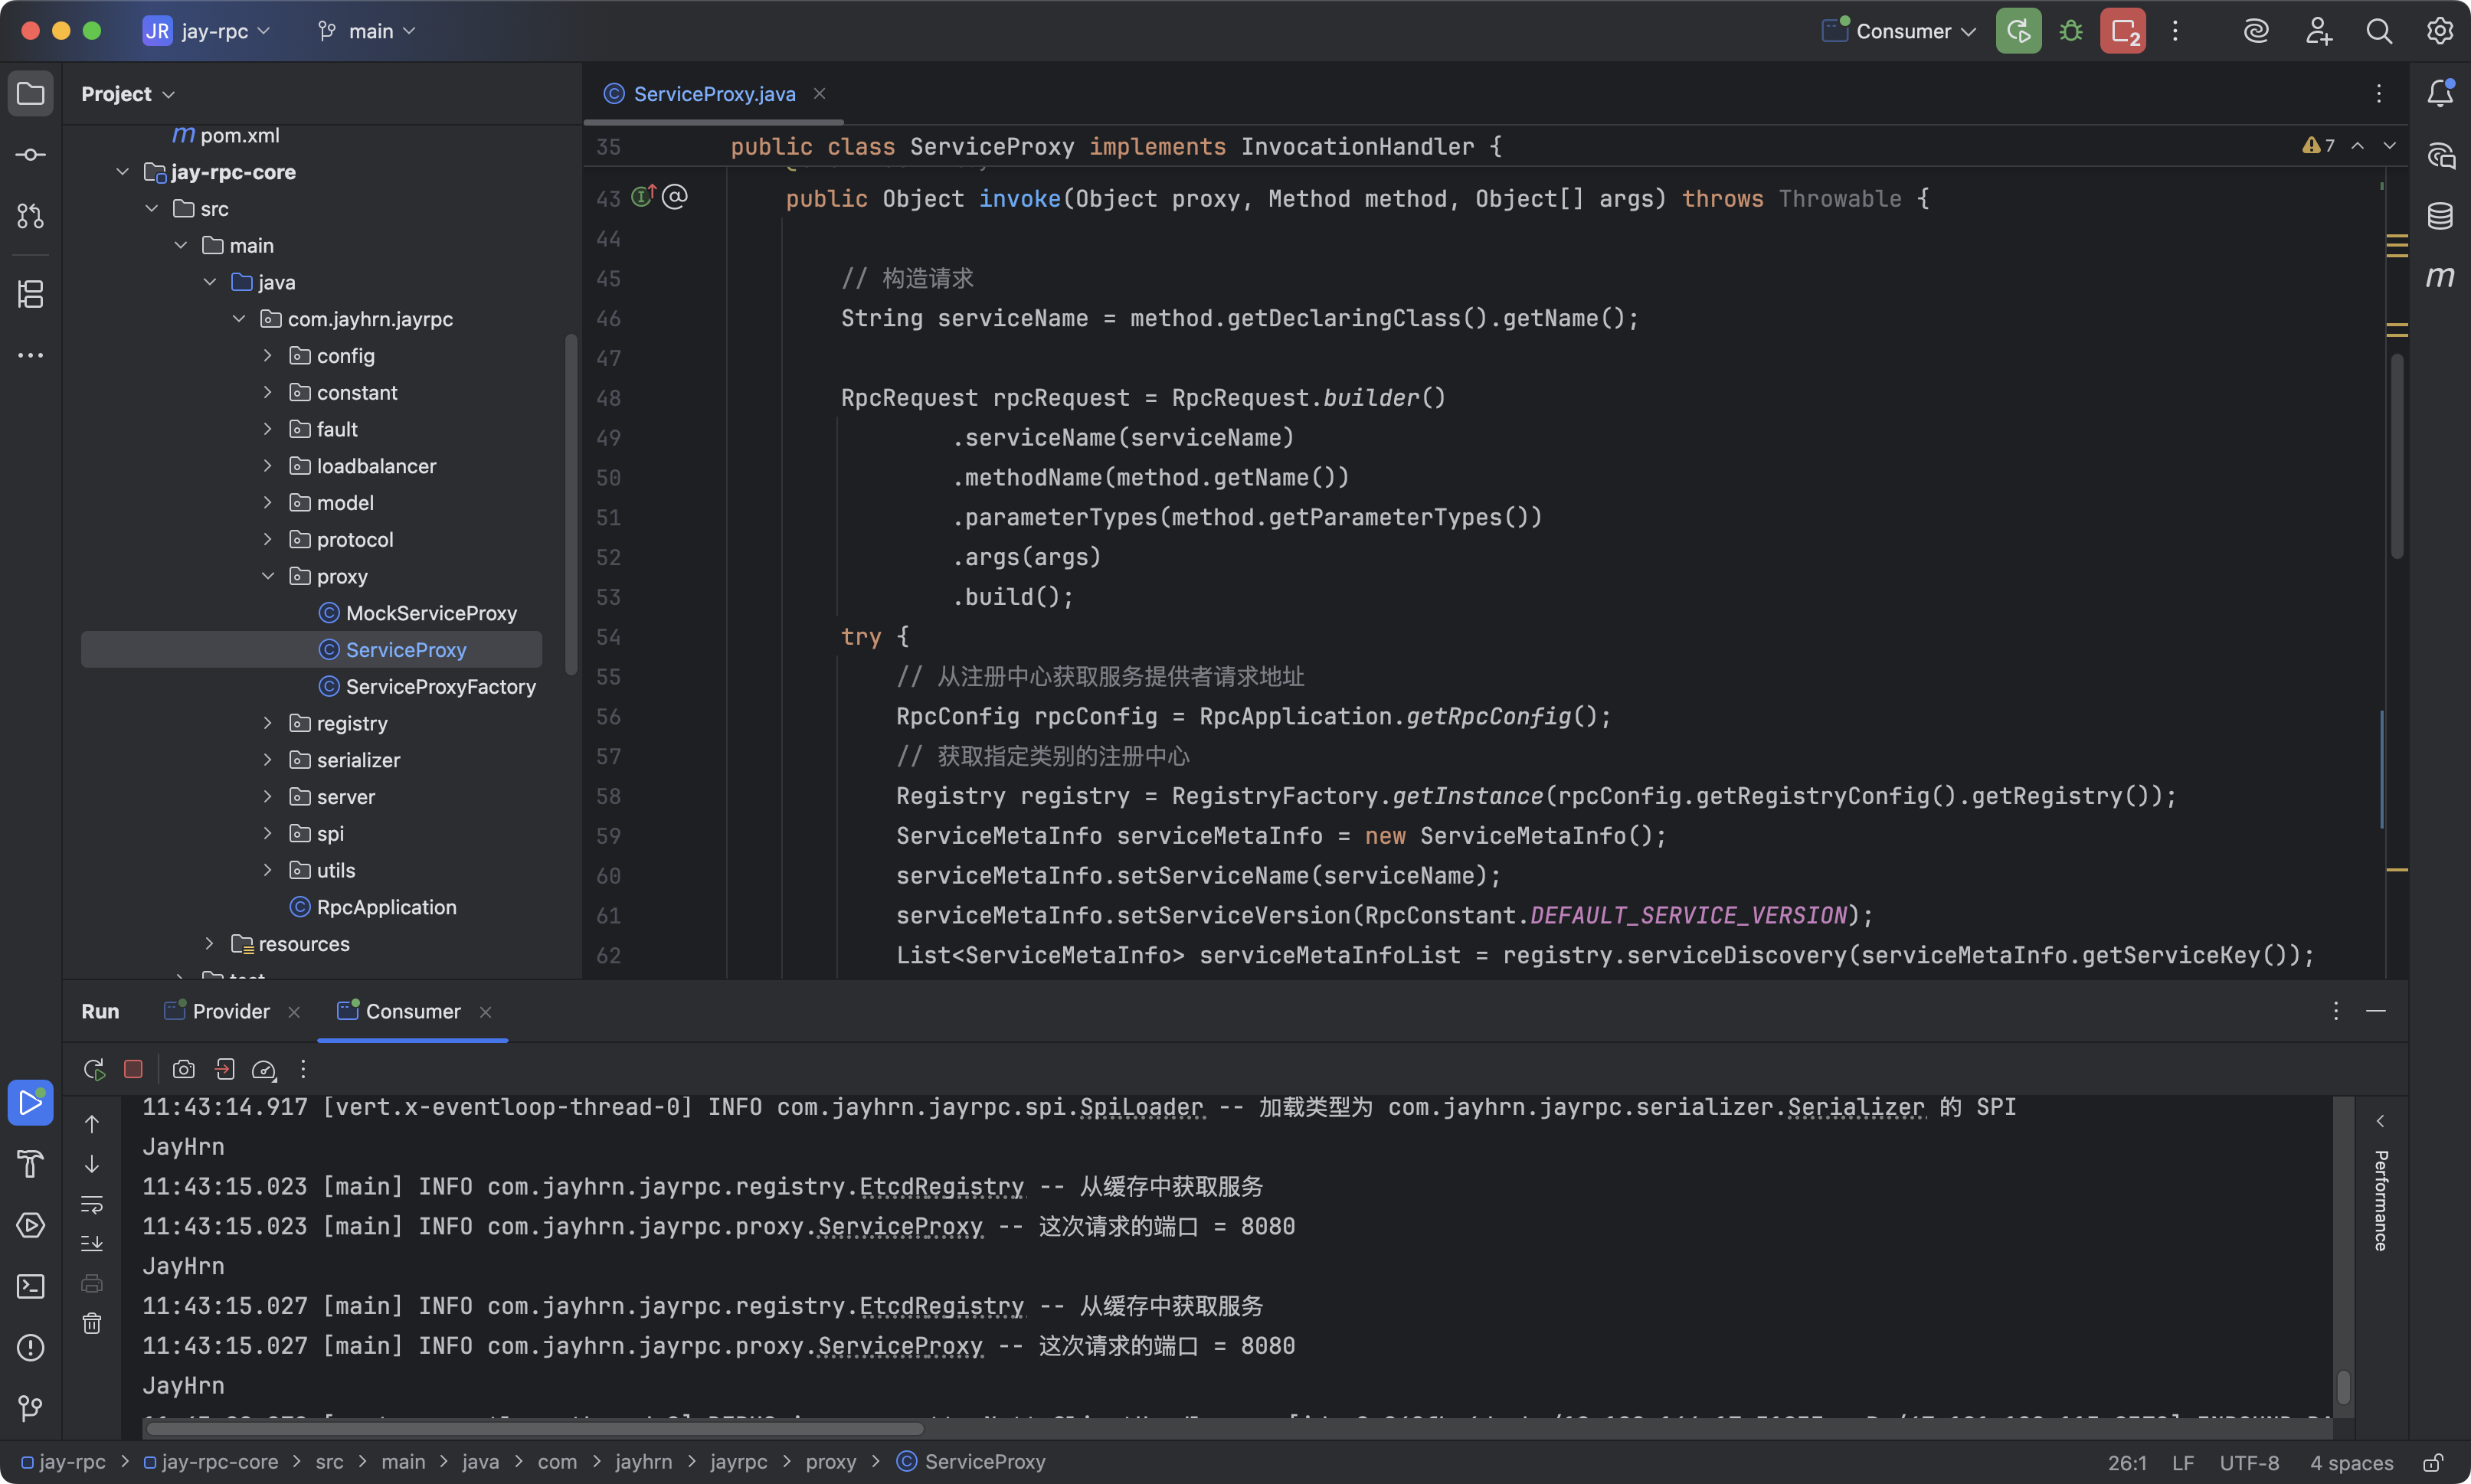 JR jay-rpc main Consumer 2
Project
ServiceProxy.java
pom.xml
jay-rpc-core
src
main
java
com.jayhrn.jayrpc
config
constant
fault
loadbalancer
model
protocol
proxy
MockServiceProxy
ServiceProxy
ServiceProxyFactory
registry
serializer
server
spi
utils
RpcApplication
resources
35 public class ServiceProxy implements InvocationHandler {
7
43 public Object invoke(Object proxy, Method method, Object[] args) throws Throwable {
44
45 // 构造请求
46 String serviceName = method.getDeclaringClass().getName();
47
48 RpcRequest rpcRequest = RpcRequest.builder()
49 .serviceName(serviceName)
50 .methodName(method.getName())
51 .parameterTypes(method.getParameterTypes())
52 .args(args)
53 .build();
54 try {
55 // 从注册中心获取服务提供者请求地址
56 RpcConfig rpcConfig = RpcApplication.getRpcConfig();
57 // 获取指定类别的注册中心
58 Registry registry = RegistryFactory.getInstance(rpcConfig.getRegistryConfig().getRegistry());
59 ServiceMetaInfo serviceMetaInfo = new ServiceMetaInfo();
60 serviceMetaInfo.setServiceName(serviceName);
61 serviceMetaInfo.setServiceVersion(RpcConstant.DEFAULT_SERVICE_VERSION);
62 List<ServiceMetaInfo> serviceMetaInfoList = registry.serviceDiscovery(serviceMetaInfo.getServiceKey());
Run Provider Consumer
11:43:14.917 [vert.x-eventloop-thread-0] INFO com.jayhrn.jayrpc.spi.SpiLoader -- 加载类型为 com.jayhrn.jayrpc.serializer.Serializer 的 SPI
JayHrn
11:43:15.023 [main] INFO com.jayhrn.jayrpc.registry.EtcdRegistry -- 从缓存中获取服务
11:43:15.023 [main] INFO com.jayhrn.jayrpc.proxy.ServiceProxy -- 这次请求的端口 = 8080
JayHrn
11:43:15.027 [main] INFO com.jayhrn.jayrpc.registry.EtcdRegistry -- 从缓存中获取服务
11:43:15.027 [main] INFO com.jayhrn.jayrpc.proxy.ServiceProxy -- 这次请求的端口 = 8080
JayHrn
Performance
jay-rpc > jay-rpc-core > src > main > java > com > jayhrn > jayrpc > proxy > ServiceProxy
26:1 LF UTF-8 4 spaces